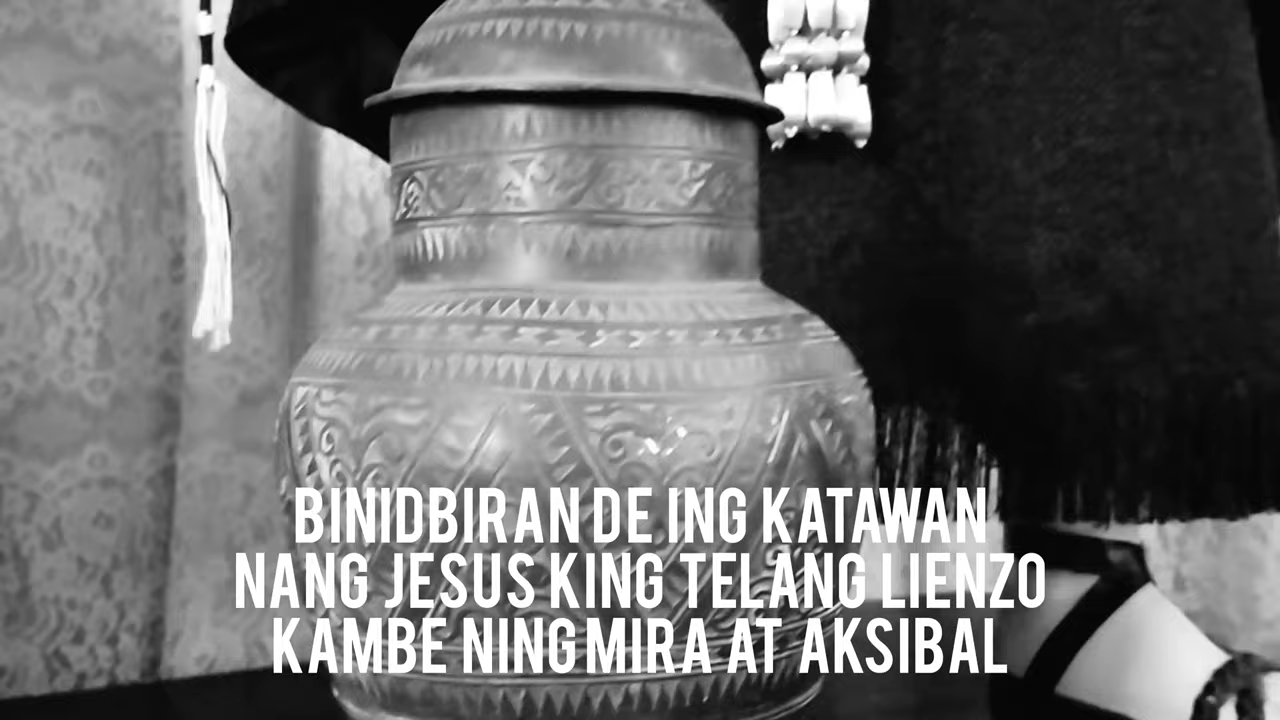 BINIDBIRAN DE ING KATAWAN
NANG JESUS KING TELANG LIENZO
KAMBE NING MIRA AT AKSIBAL